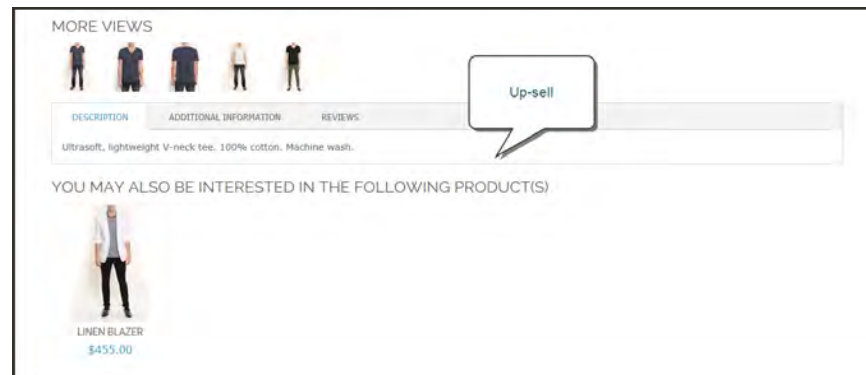 MORE VIEWS
Up-sell
DESCRIPTION ADDITIONAL INFORMATION REVIEWS
Ultrasoft, lightweight V-neck tee. 100% cotton. Machine wash.
YOU MAY ALSO BE INTERESTED IN THE FOLLOWING PRODUCT(S)
LINEN BLAZER
$455.00